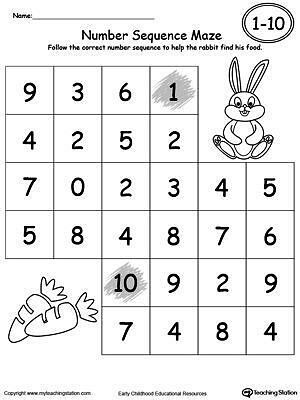 Name:
1-10
Number Sequence Maze
Follow the correct number sequence to help the rabbit find his food.
9 3 6 1
4 2 5 2
7 0 2 3 4 5
5 8 4 8 7 6
10 9 2 9
7 4 8 4
Copyright © www.myteachingstation.com
Early Childhood Educational Resources
MyTeachingStation